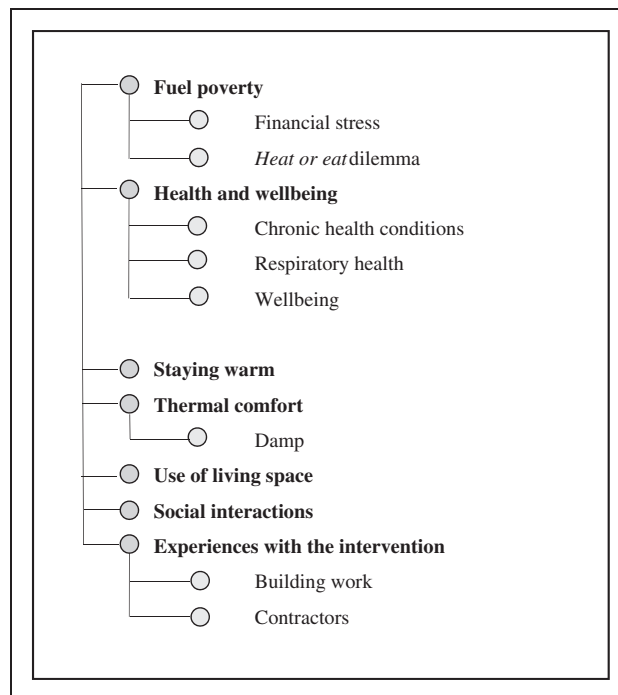 Fuel poverty
Financial stress
Heat or eat dilemma
Health and wellbeing
Chronic health conditions
Respiratory health
Wellbeing
Staying warm
Thermal comfort
Damp
Use of living space
Social interactions
Experiences with the intervention
Building work
Contractors